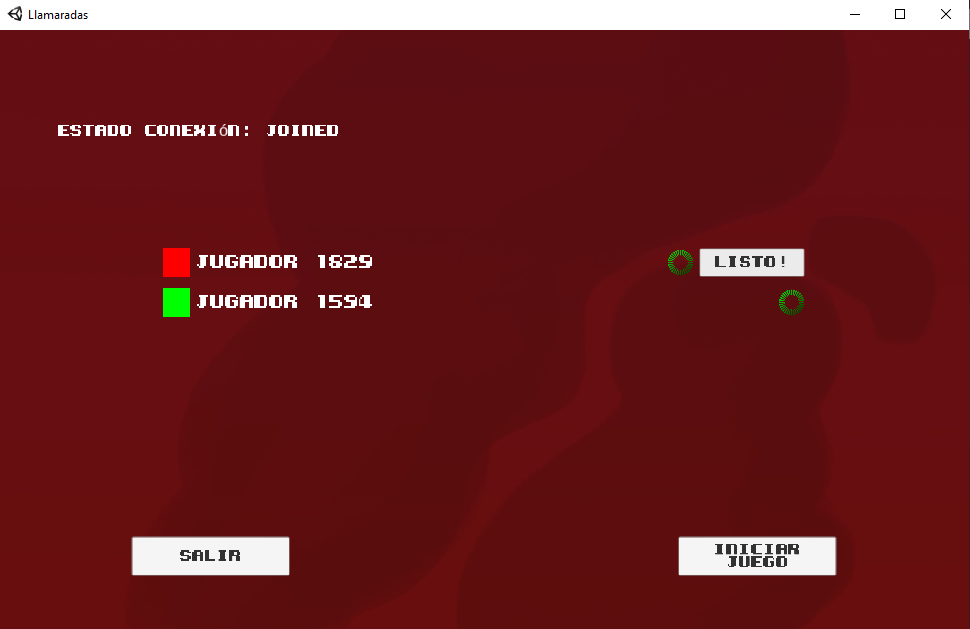 Llamaradas
ESTADO CONEXIóN: JOINED
JUGADOR 1829
LISTO!
JUGADOR 1594
SALIR
INICIAR
JUEGO